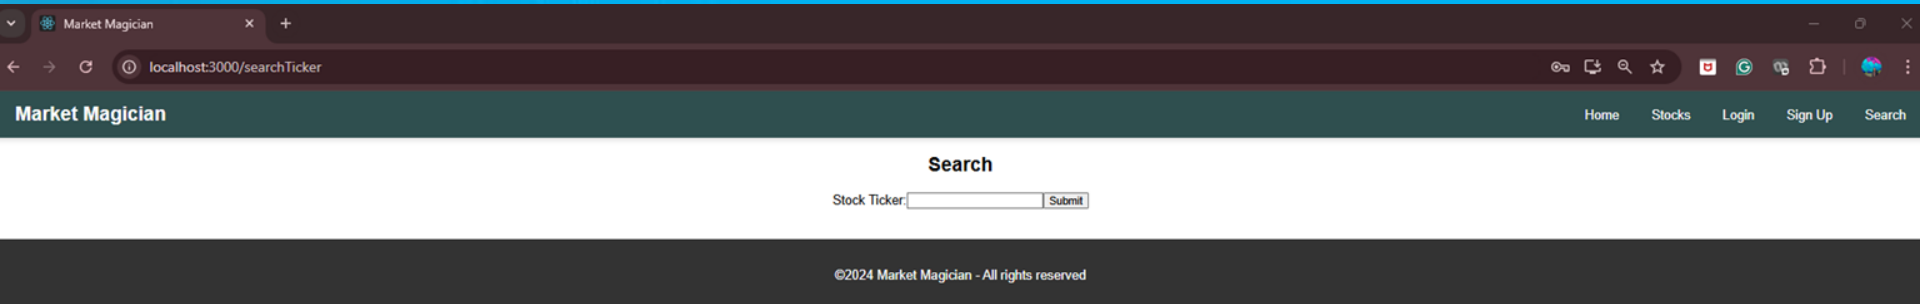 Market Magician
localhost:3000/searchTicker
Market Magician
Home Stocks Login Sign Up Search
Search
Stock Ticker: Submit
©2024 Market Magician - All rights reserved